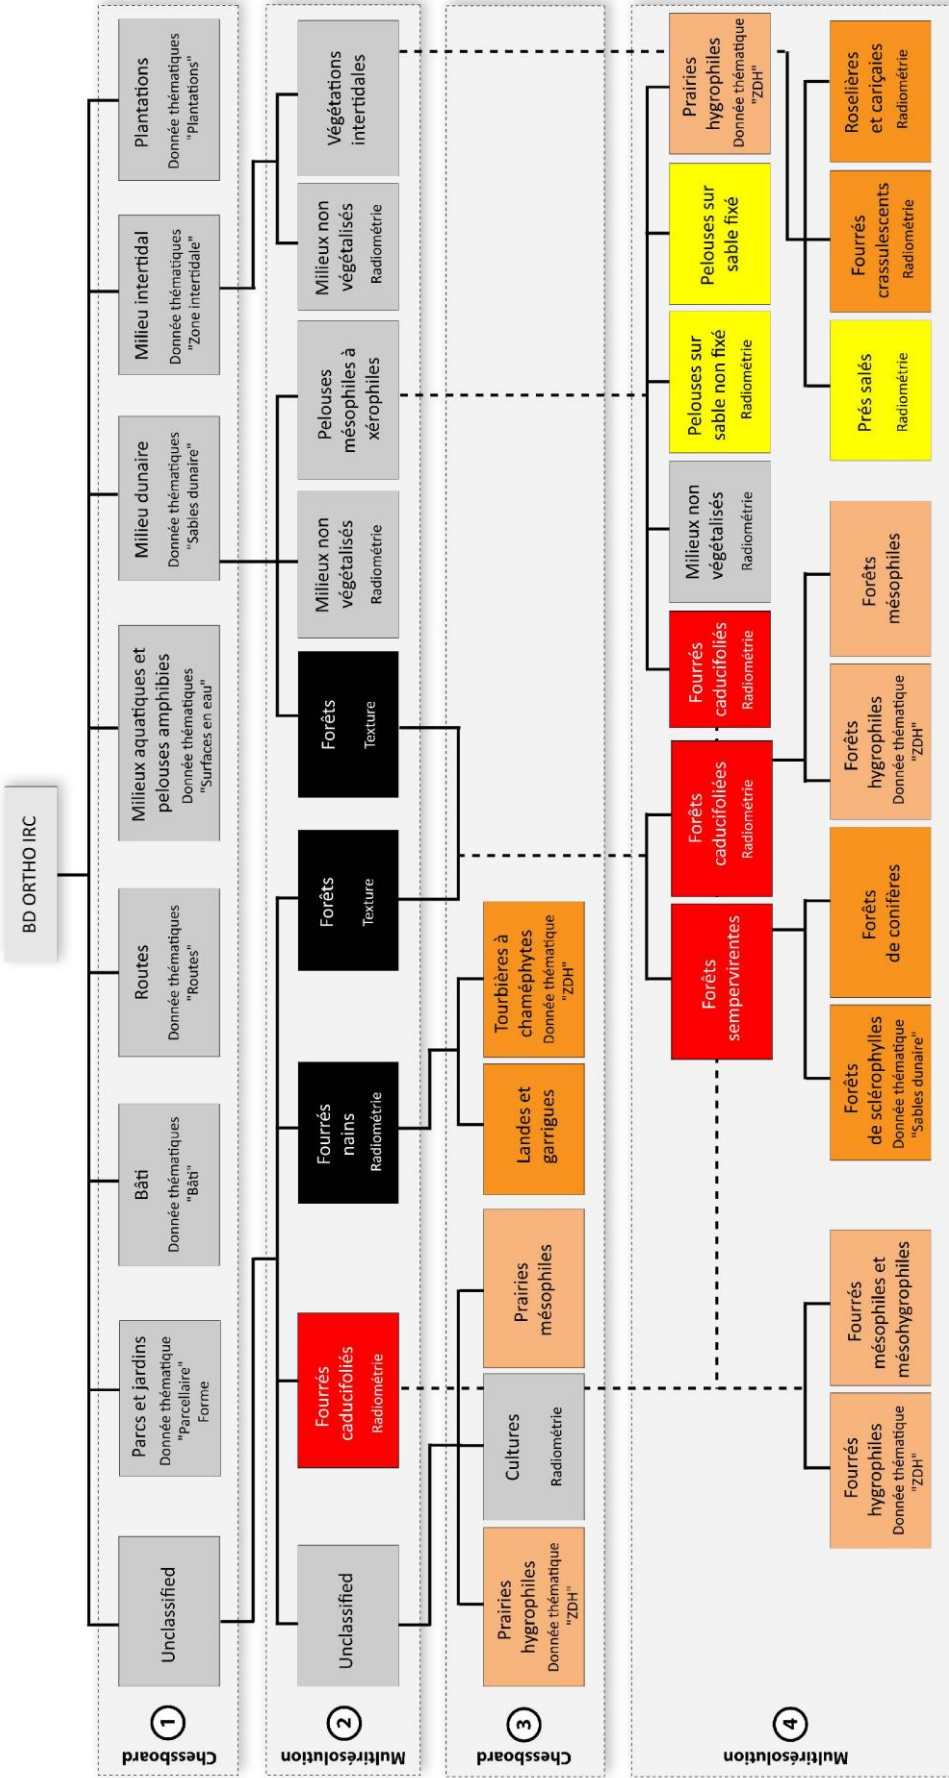 BD ORTHO IRC
1
Chessboard
Unclassified
Parcs et jardins
Donnée thématique
"Parcellaire"
Forme
Bâti
Donnée thématiques
"Bâti"
Routes
Donnée thématiques
"Routes"
Milieux aquatiques et
pelouses amphibies
Donnée thématiques
"Surfaces en eau"
Milieu dunaire
Donnée thématiques
"Sables dunaire"
Milieu intertidal
Donnée thématiques
"Zone intertidale"
Plantations
Donnée thématiques
"Plantations"
2
Multirésolution
Unclassified
Fourrés
caducifoliés
Radiométrie
Fourrés
nains
Radiométrie
Forêts
Texture
Forêts
Texture
Milieux non
végétalisés
Radiométrie
Pelouses
mésophiles à
xérophiles
Milieux non
végétalisés
Radiométrie
Végétations
intertidales
3
Chessboard
Prairies
hygrophiles
Donnée thématique
"ZDH"
Cultures
Radiométrie
Prairies
mésophiles
Landes et
garrigues
Tourbières à
chaméphytes
Donnée thématique
"ZDH"
4
Multirésolution
Forêts
sempervirentes
Forêts
caducifoliées
Radiométrie
Fourrés
caducifoliés
Radiométrie
Milieux non
végétalisés
Radiométrie
Pelouses sur
sable non fixé
Radiométrie
Pelouses sur
sable fixé
Prairies
hygrophiles
Donnée thématique
"ZDH"
Fourrés
hygrophiles
Donnée thématique
"ZDH"
Fourrés
mésophiles et
mésohygrophiles
Forêts
de sclérophylles
Donnée thématique
"Sables dunaire"
Forêts
de conifères
Forêts
hygrophiles
Donnée thématique
"ZDH"
Forêts
mésophiles
Prés salés
Radiométrie
Fourrés
crassulescents
Radiométrie
Roselières
et cariçaies
Radiométrie